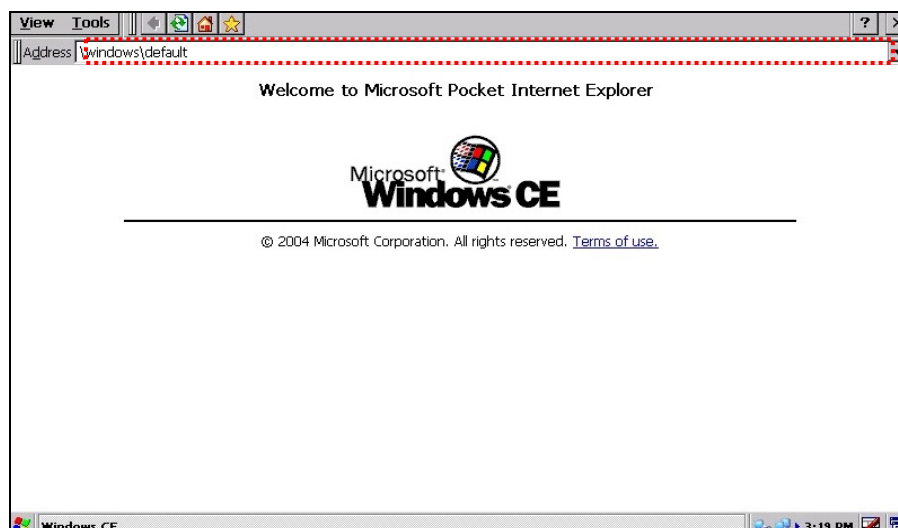 View Tools ?
Address \windows\default
Welcome to Microsoft Pocket Internet Explorer
Microsoft
Windows CE
© 2004 Microsoft Corporation. All rights reserved. Terms of use.
Windows CE 3:19 PM